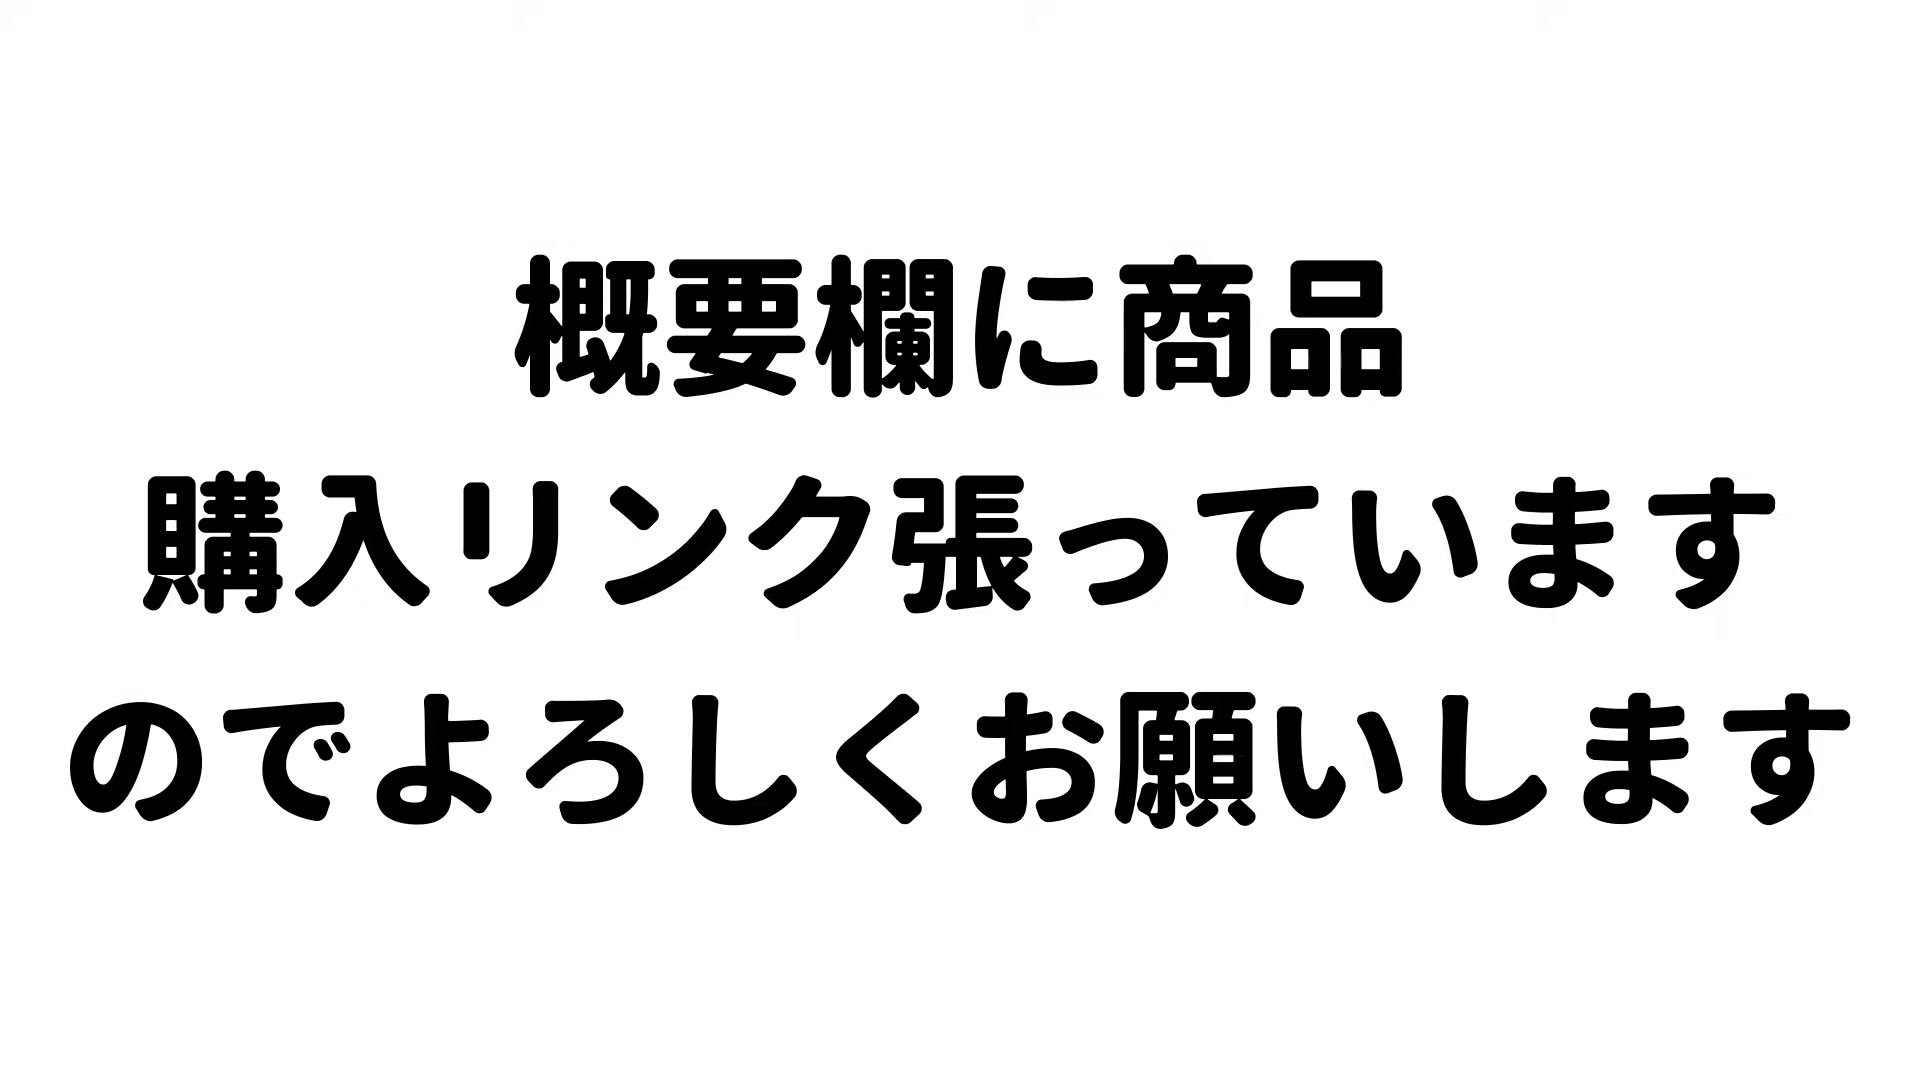 概要欄に商品
購入リンク張っています
のでよろしくお願いします